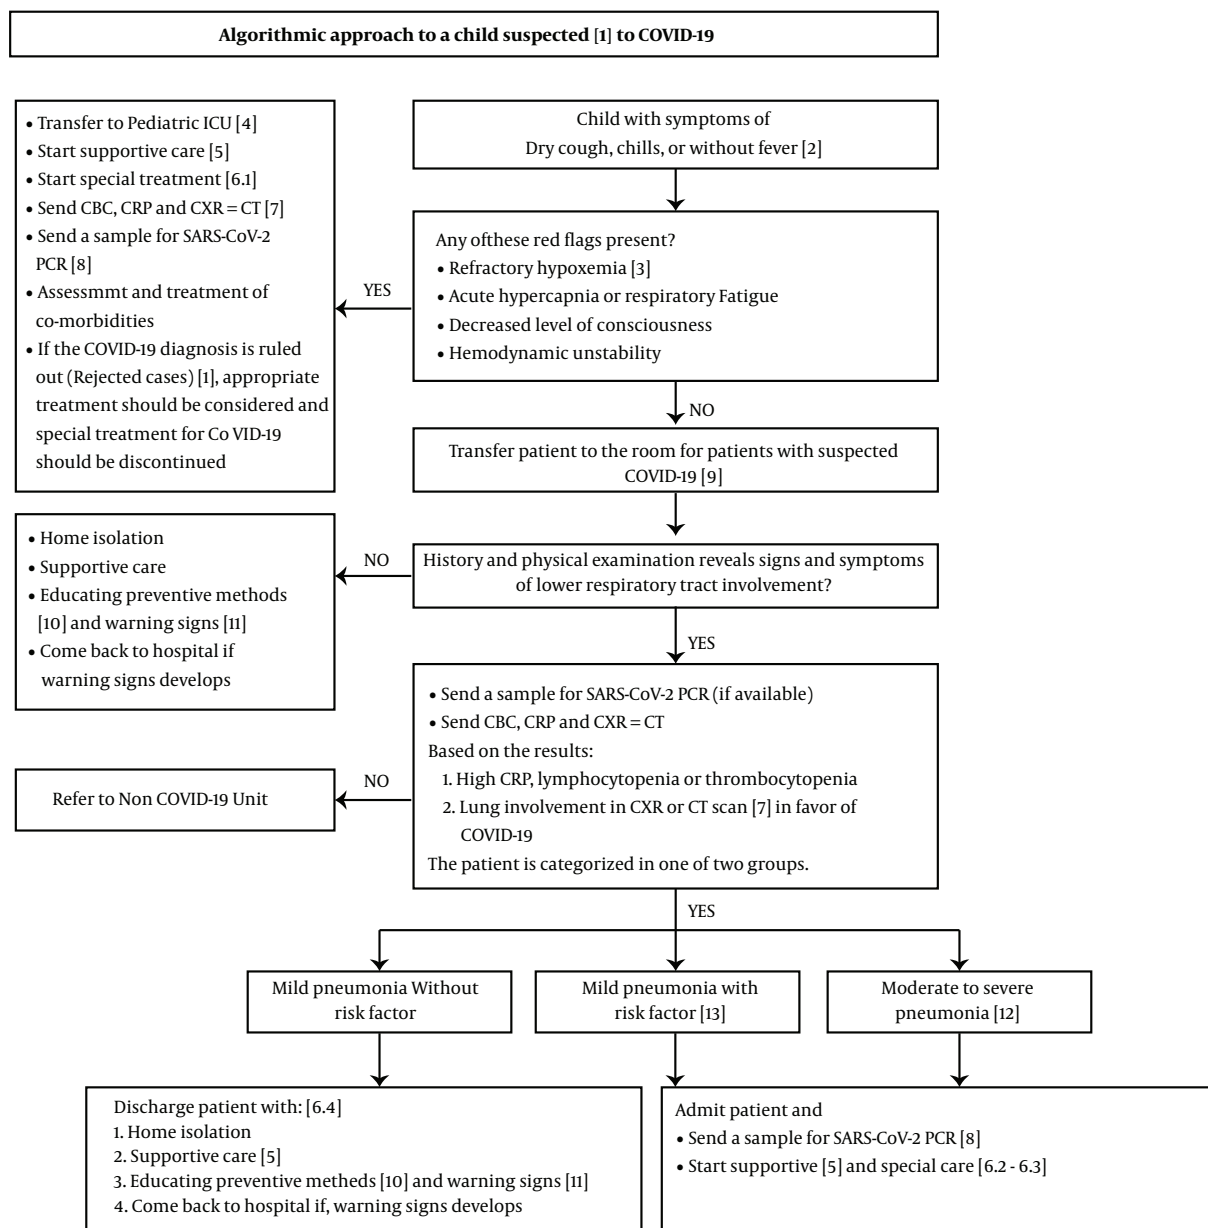 Algorithmic approach to a child suspected [1] to COVID-19
Child with symptoms of
Dry cough, chills, or without fever [2]
Any ofthese red flags present?
• Refractory hypoxemia [3]
• Acute hypercapnia or respiratory Fatigue
• Decreased level of consciousness
• Hemodynamic unstability
YES
• Transfer to Pediatric ICU [4]
• Start supportive care [5]
• Start special treatment [6.1]
• Send CBC, CRP and CXR = CT [7]
• Send a sample for SARS-CoV-2
PCR [8]
• Assessmmt and treatment of
co-morbidities
• If the COVID-19 diagnosis is ruled
out (Rejected cases) [1], appropriate
treatment should be considered and
special treatment for Co VID-19
should be discontinued
NO
Transfer patient to the room for patients with suspected
COVID-19 [9]
History and physical examination reveals signs and symptoms
of lower respiratory tract involvement?
NO
• Home isolation
• Supportive care
• Educating preventive methods
[10] and warning signs [11]
• Come back to hospital if
warning signs develops
YES
• Send a sample for SARS-CoV-2 PCR (if available)
• Send CBC, CRP and CXR = CT
Based on the results:
1. High CRP, lymphocytopenia or thrombocytopenia
2. Lung involvement in CXR or CT scan [7] in favor of
COVID-19
The patient is categorized in one of two groups.
NO
Refer to Non COVID-19 Unit
YES
Mild pneumonia Without
risk factor
Mild pneumonia with
risk factor [13]
Moderate to severe
pneumonia [12]
Discharge patient with: [6.4]
1. Home isolation
2. Supportive care [5]
3. Educating preventive metheds [10] and warning signs [11]
4. Come back to hospital if, warning signs develops
Admit patient and
• Send a sample for SARS-CoV-2 PCR [8]
• Start supportive [5] and special care [6.2 - 6.3]